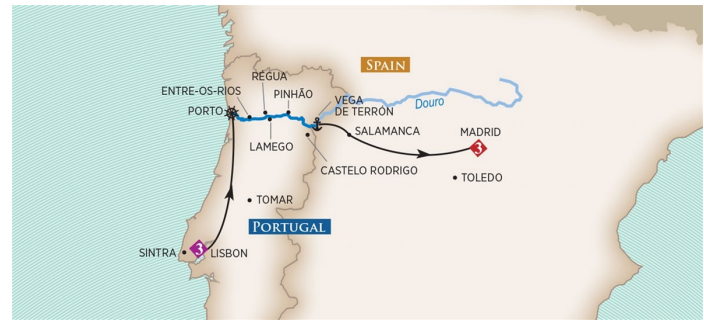 SPAIN
RÉGUA
ENTRE-OS-RIOS
PINHÃO
PORTO
LAMEGO
VEGA
DE TERRÓN
Douro
SALAMANCA
MADRID
3
CASTELO RODRIGO
TOLEDO
TOMAR
PORTUGAL
SINTRA
3
LISBON